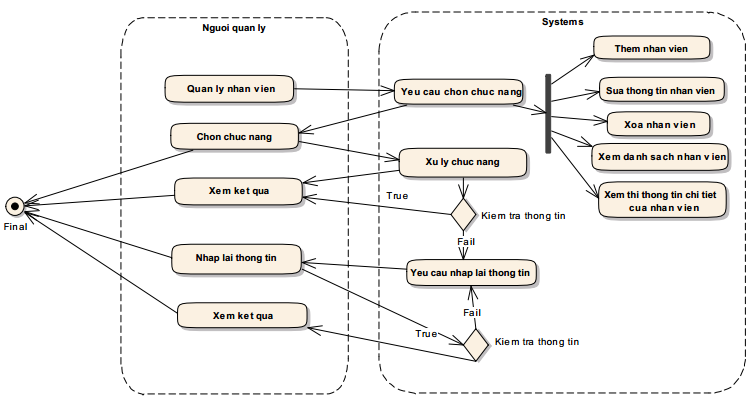 Nguoi quan ly
Systems
Them nhan vien
Quan ly nhan vien
Yeu cau chon chuc nang
Sua thong tin nhan vien
Xoa nhan vien
Chon chuc nang
Xu ly chuc nang
Xem danh sach nhan vien
Xem ket qua
True
Kiem tra thong tin
Xem thi thong tin chi tiet
cua nhan vien
Final
Fail
Nhap lai thong tin
Yeu cau nhap lai thong tin
Xem ket qua
Fail
True
Kiem tra thong tin